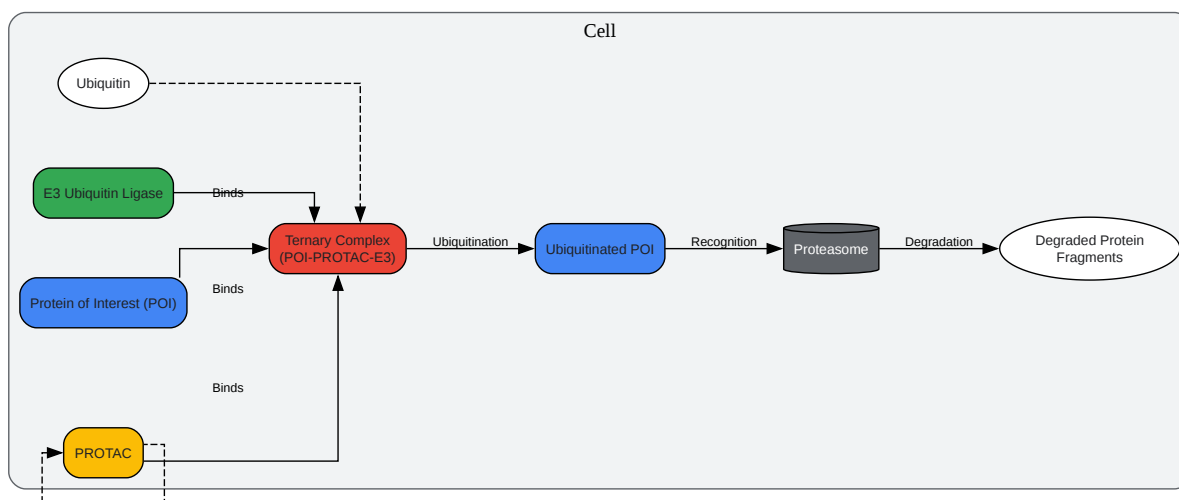 Cell
Ubiquitin
E3 Ubiquitin Ligase
Binds
Ternary Complex
(POI-PROTAC-E3)
Ubiquitination
Ubiquitinated POI
Recognition
Proteasome
Degradation
Degraded Protein
Fragments
Protein of Interest (POI)
Binds
Binds
PROTAC